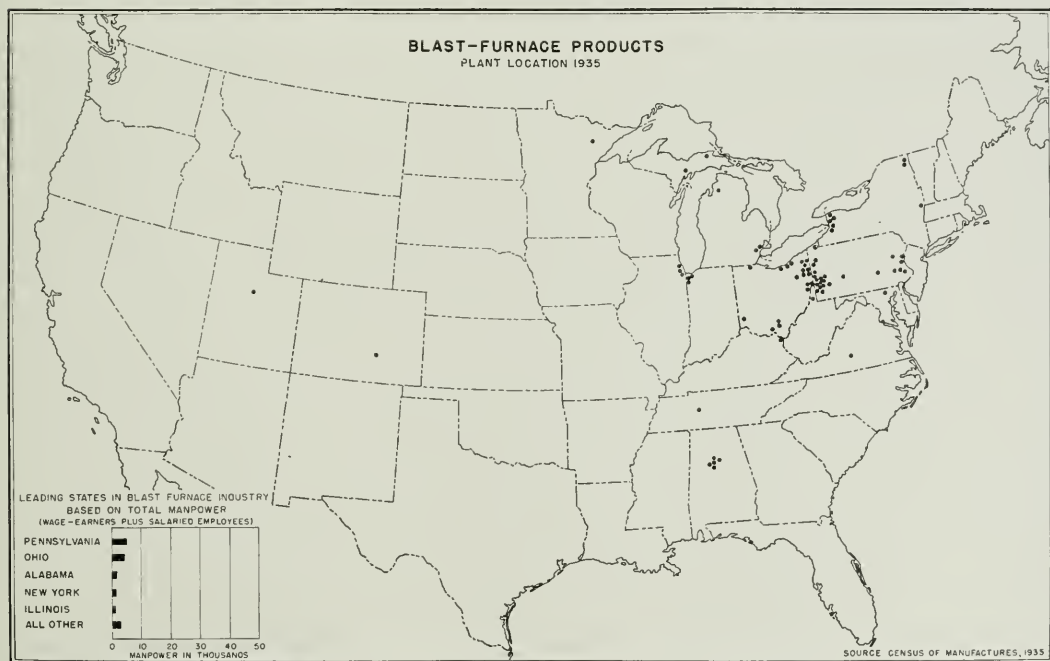 BLAST-FURNACE PRODUCTS
PLANT LOCATION 1935
LEADING STATES IN BLAST FURNACE INDUSTRY
BASED ON TOTAL MANPOWER
(WAGE-EARNERS PLUS SALARIED EMPLOYEES)
PENNSYLVANIA
OHIO
ALABAMA
NEW YORK
ILLINOIS
ALL OTHER
0 10 20 30 40 50
MANPOWER IN THOUSANDS
SOURCE CENSUS OF MANUFACTURES, 1935